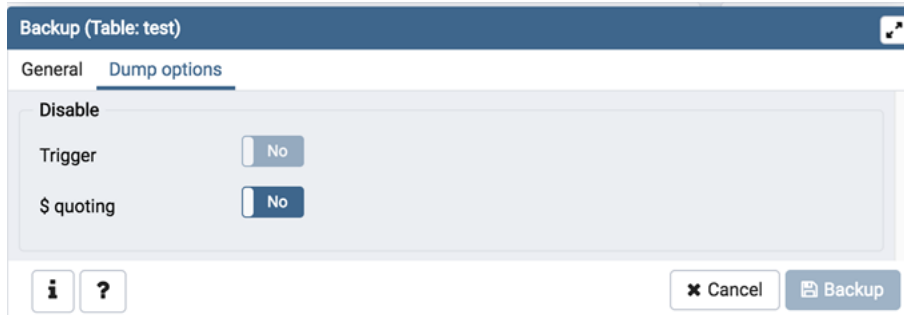 Backup (Table: test)
General Dump options
Disable
Trigger No
$ quoting No
i ? Cancel Backup